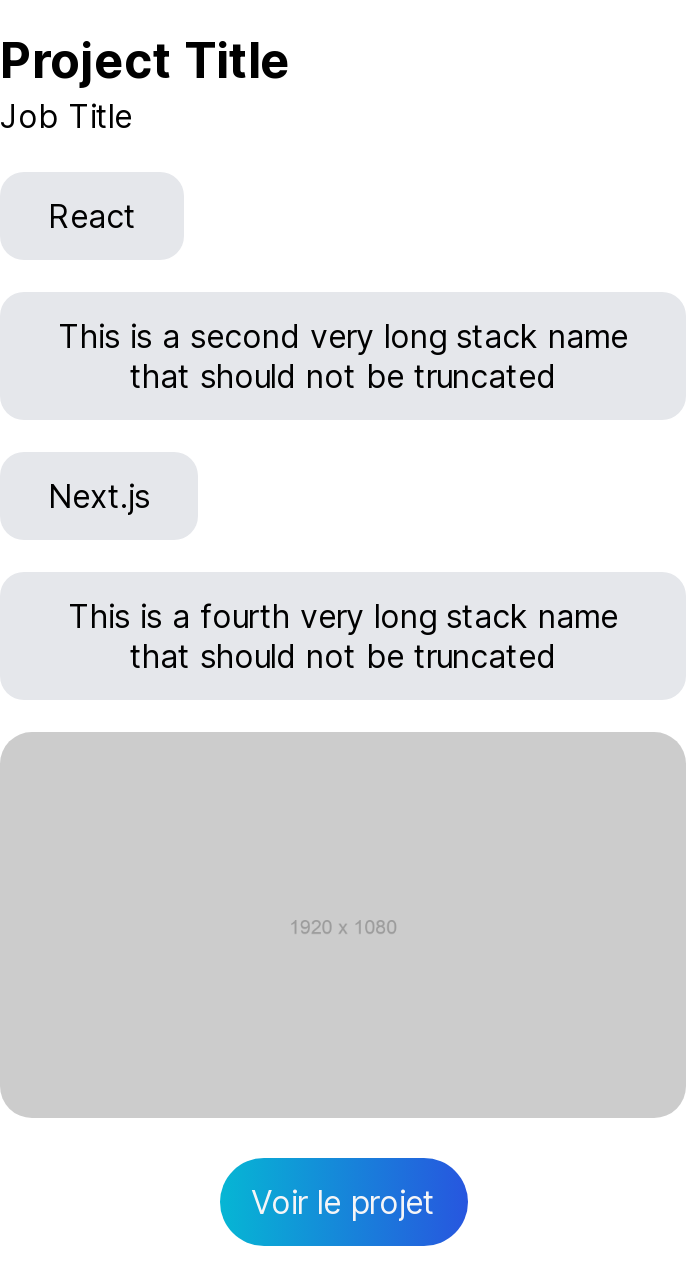 Project Title
Job Title
React
This is a second very long stack name
that should not be truncated
Next.js
This is a fourth very long stack name
that should not be truncated
1920 x 1080
Voir le projet